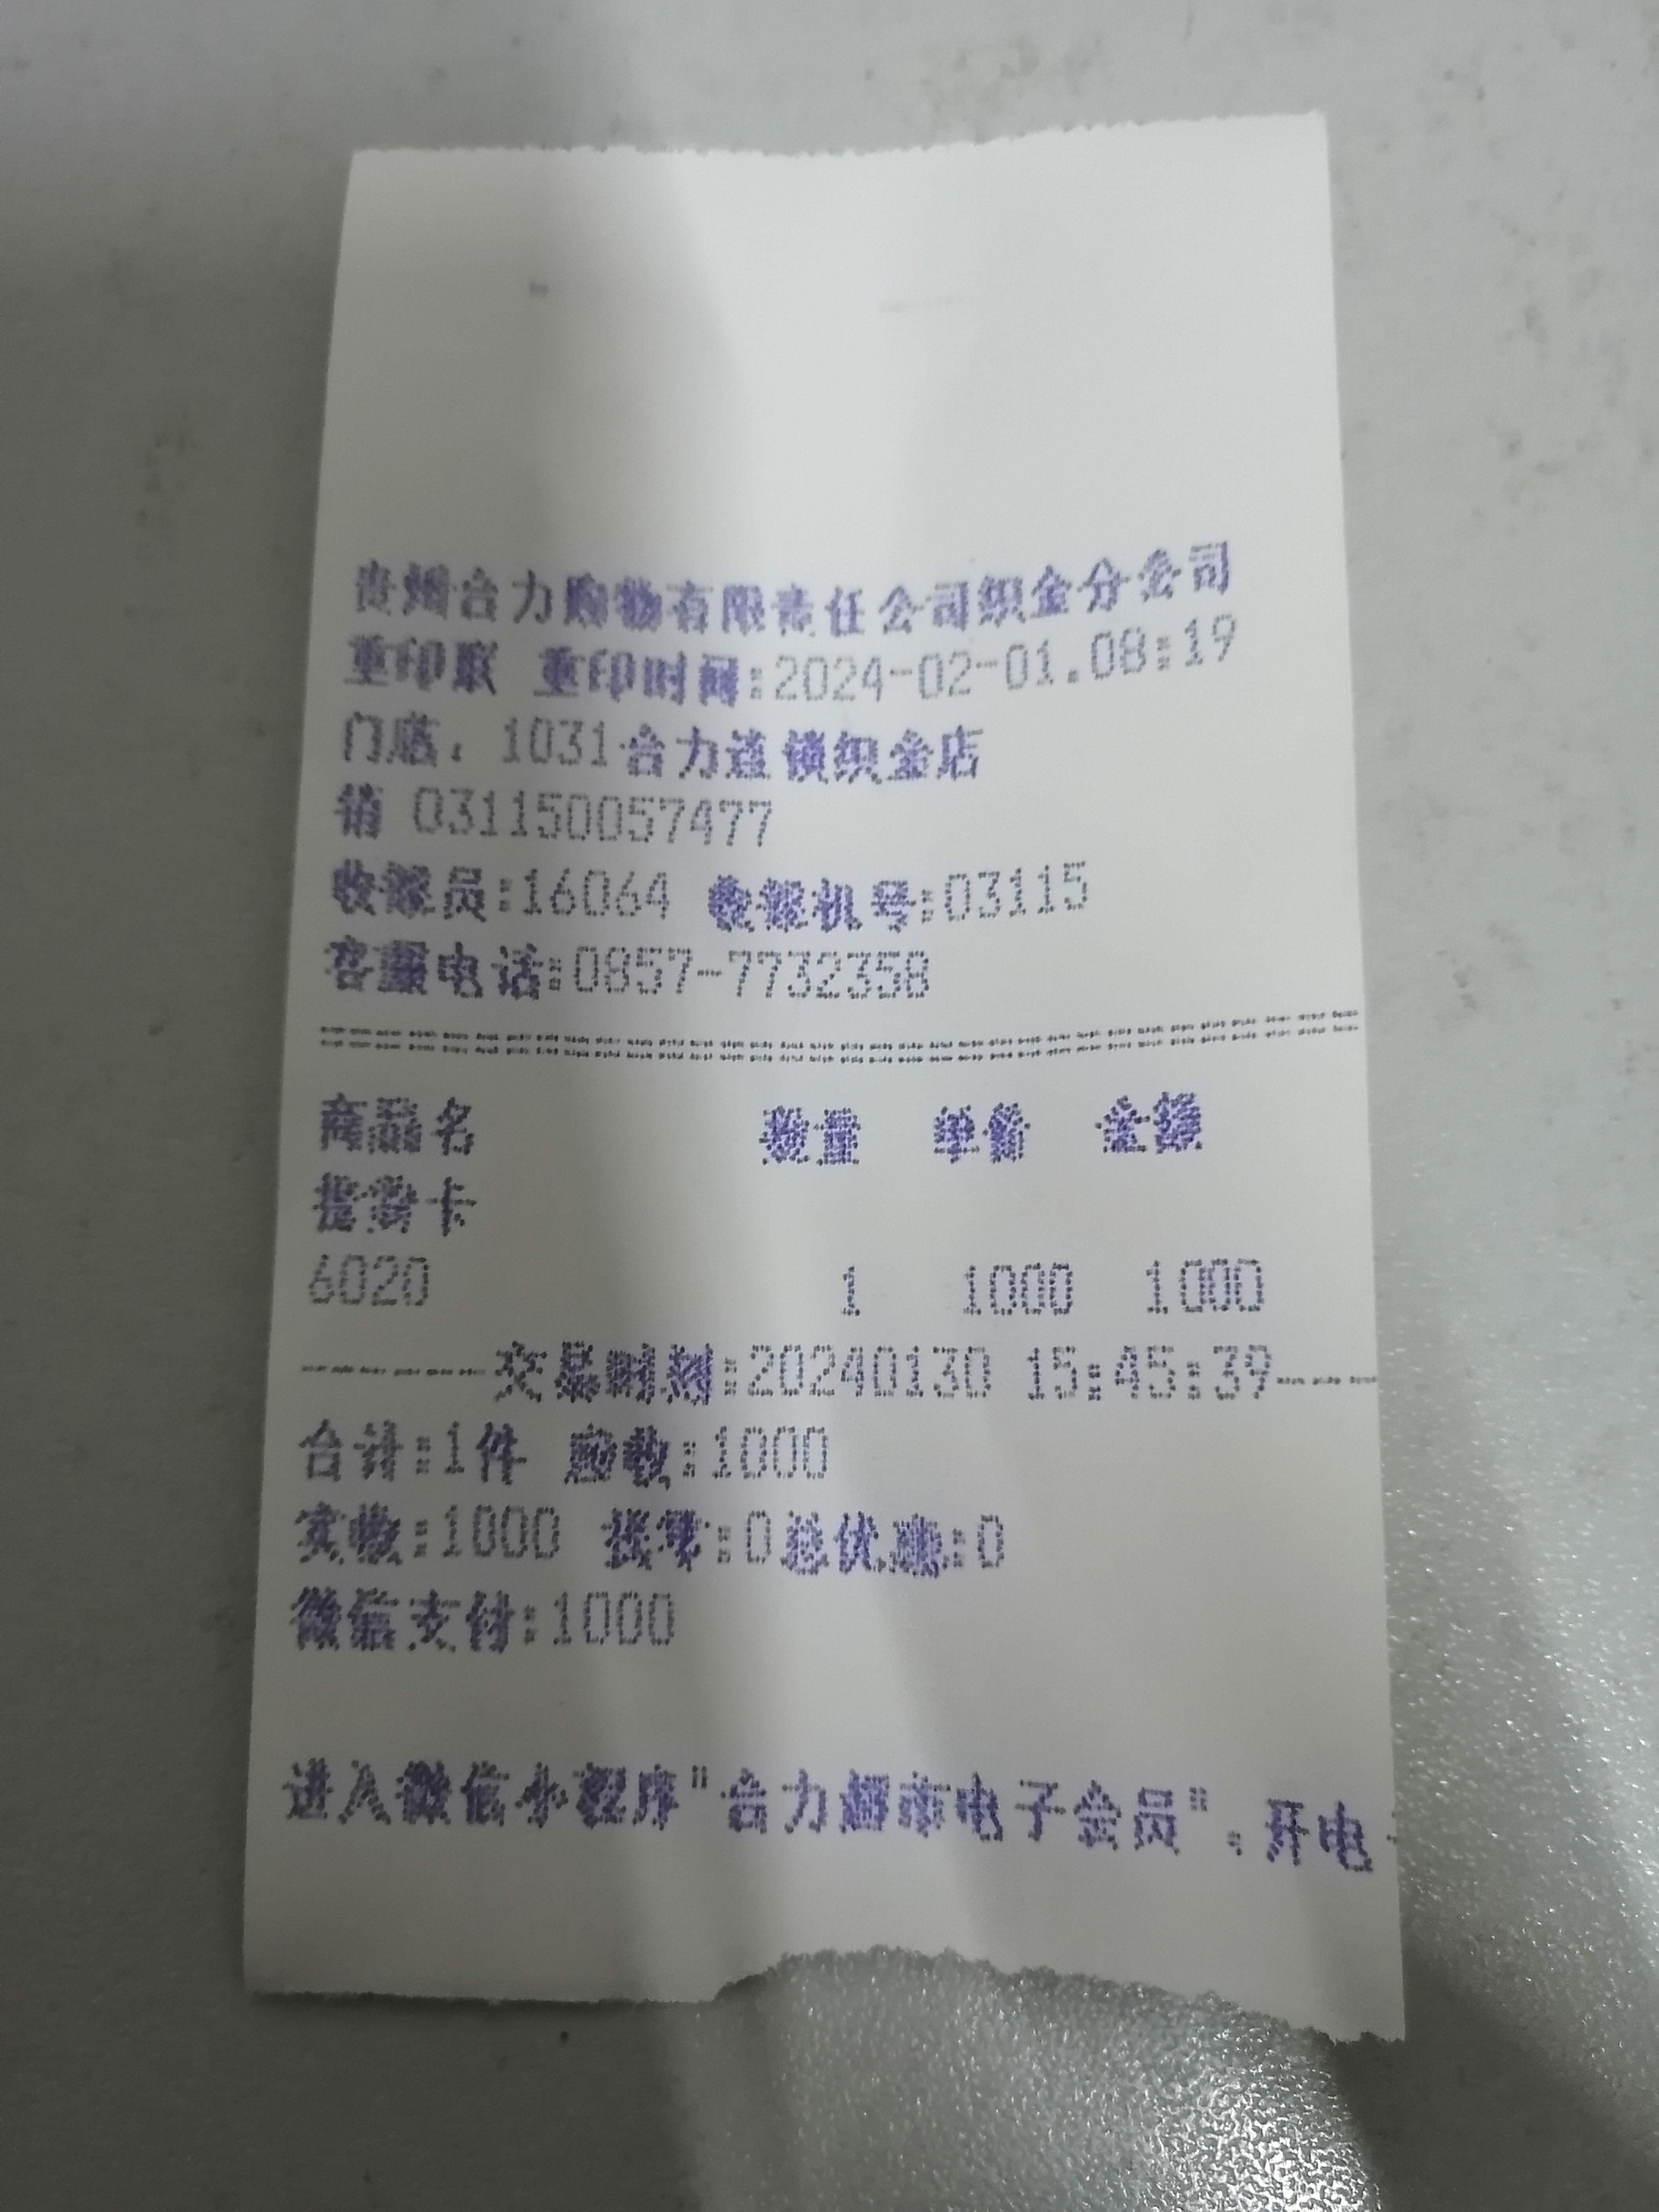 贵州合力购物有限责任公司织金分公司
重印联 重印时间:2024-02-01.08:19
门店: 1031合力连锁织金店
销 031150057477
收银员:16064 收银机号:03115
客服电话:0857-7732358
商品名 数量 单价 金额
提货卡
6020 1 1000 1000
交易时刻:20240130 15:45:39
合计:1件 应收:1000
实收:1000 找零:0总优惠:0
微信支付:1000
进入微信小程序"合力超市电子会员",开电